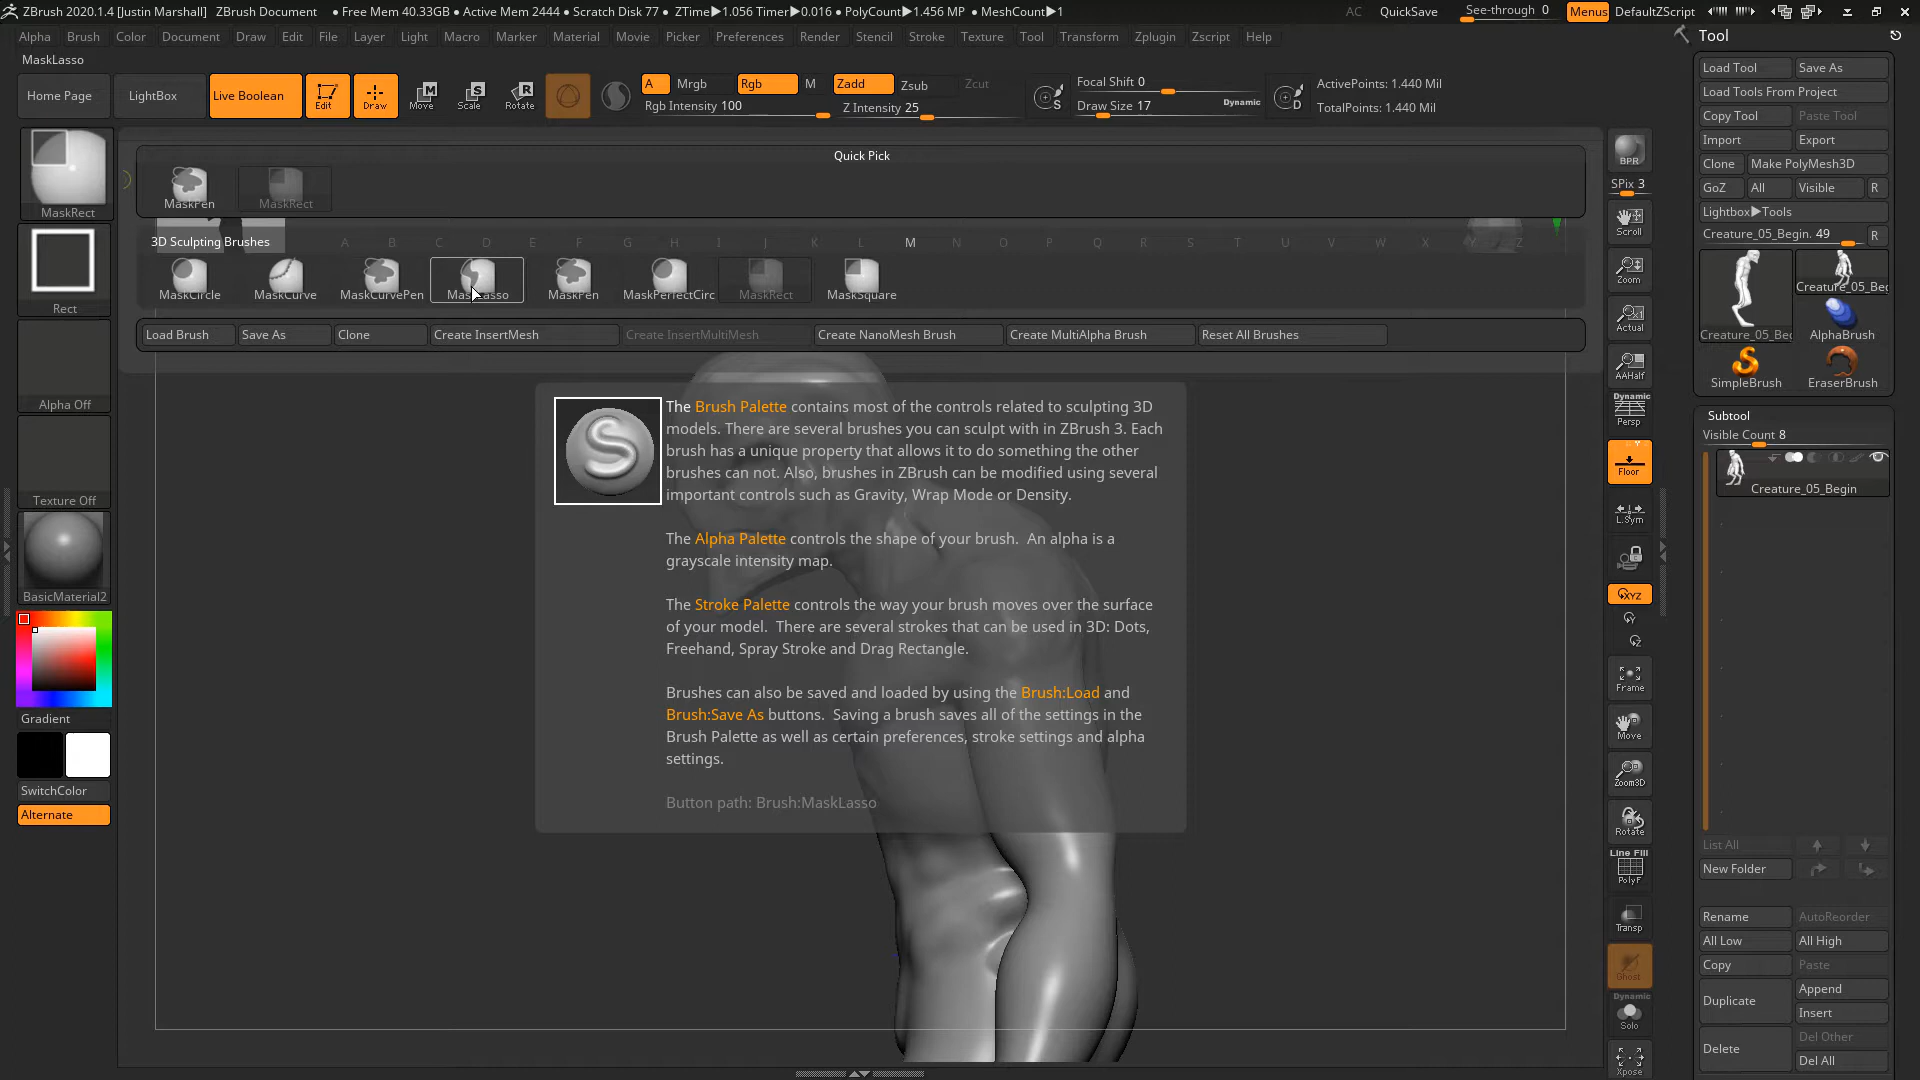 ZBrush 2020.1.4 [Justin Marshall] ZBrush Document ● Free Mem 40.33GB ● Active Mem 2444 ● Scratch Disk 77 ● ZTime▶1.056 Timer▶0.016 ● PolyCount▶1.456 MP ● MeshCount▶1 AC QuickSave See-through 0 Menus DefaultZScript
Alpha Brush Color Document Draw Edit File Layer Light Macro Marker Material Movie Picker Preferences Render Stencil Stroke Texture Tool Transform Zplugin Zscript Help
MaskLasso
Home Page LightBox Live Boolean Edit Draw Move Scale Rotate
A Mrgb Rgb M Zadd Zsub Zcut
Rgb Intensity 100 Z Intensity 25
S Focal Shift 0
Draw Size 17 Dynamic D
ActivePoints: 1.440 Mil
TotalPoints: 1.440 Mil
MaskRect
Rect
Alpha Off
Texture Off
BasicMaterial2
Gradient
SwitchColor
Alternate
Quick Pick
MaskPen MaskRect
3D Sculpting Brushes A B C D E F G H I J K L M N O P Q R S T U V W X Y Z
MaskCircle MaskCurve MaskCurvePen MaskLasso MaskPen MaskPerfectCirc MaskRect MaskSquare
Load Brush Save As Clone Create InsertMesh Create InsertMultiMesh Create NanoMesh Brush Create MultiAlpha Brush Reset All Brushes
The Brush Palette contains most of the controls related to sculpting 3D
models. There are several brushes you can sculpt with in ZBrush 3. Each
brush has a unique property that allows it to do something the other
brushes can not. Also, brushes in ZBrush can be modified using several
important controls such as Gravity, Wrap Mode or Density.
The Alpha Palette controls the shape of your brush. An alpha is a
grayscale intensity map.
The Stroke Palette controls the way your brush moves over the surface
of your model. There are several strokes that can be used in 3D: Dots,
Freehand, Spray Stroke and Drag Rectangle.
Brushes can also be saved and loaded by using the Brush:Load and
Brush:Save As buttons. Saving a brush saves all of the settings in the
Brush Palette as well as certain preferences, stroke settings and alpha
settings.
Button path: Brush:MaskLasso
BPR
SPix 3
Scroll
Zoom
Actual
AAHalf
Dynamic
Persp
Floor
L.Sym
XYZ
Frame
Move
Zoom3D
Rotate
Line Fill
PolyF
Transp
Ghost
Dynamic
Solo
Xpose
Tool
Load Tool Save As
Load Tools From Project
Copy Tool Paste Tool
Import Export
Clone Make PolyMesh3D
GoZ All Visible R
Lightbox▶Tools
Creature_05_Begin. 49 R
Creature_05_Beg Creature_05_Be
AlphaBrush
SimpleBrush EraserBrush
Subtool
Visible Count 8
Creature_05_Begin
List All
New Folder
Rename AutoReorder
All Low All High
Copy Paste
Duplicate Append
Insert
Delete Del Other
Del All